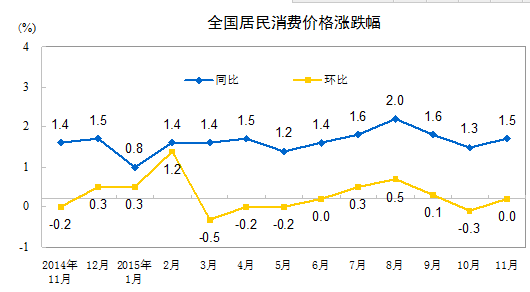 全国居民消费价格涨跌幅
(%)
4
3
2
1
0
-1
同比
环比
1.4 1.5 0.8 1.4 1.4 1.5 1.2 1.4 1.6 2.0 1.6 1.3 1.5
-0.2 0.3 0.3 1.2 -0.5 -0.2 -0.2 0.0 0.3 0.5 0.1 -0.3 0.0
2014年 12月 2015年 2月 3月 4月 5月 6月 7月 8月 9月 10月 11月
11月 1月